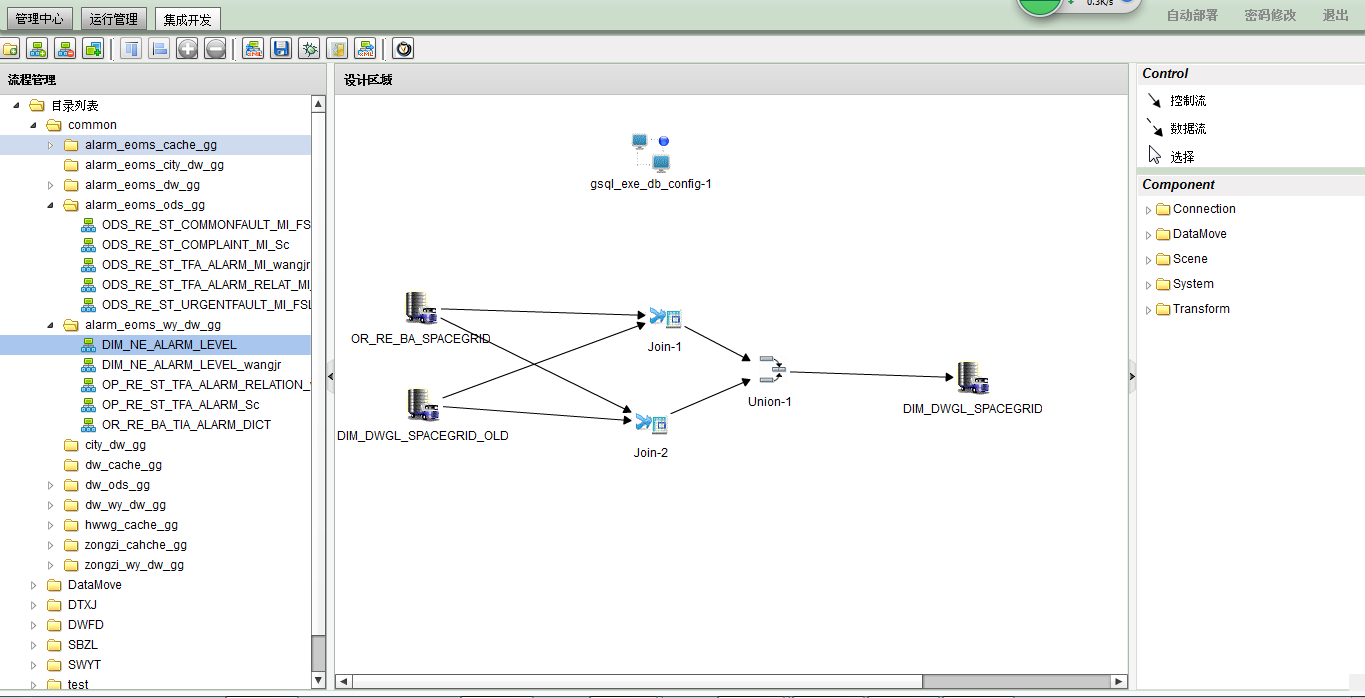 管理中心 运行管理 集成开发
0.3K/s
自动部署 密码修改 退出
流程管理
目录列表
common
alarm_eoms_cache_gg
alarm_eoms_city_dw_gg
alarm_eoms_dw_gg
alarm_eoms_ods_gg
ODS_RE_ST_COMMONFAULT_MI_FS
ODS_RE_ST_COMPLAINT_MI_Sc
ODS_RE_ST_TFA_ALARM_MI_wangjr
ODS_RE_ST_TFA_ALARM_RELAT_MI_
ODS_RE_ST_URGENTFAULT_MI_FSL
alarm_eoms_wy_dw_gg
DIM_NE_ALARM_LEVEL
DIM_NE_ALARM_LEVEL_wangjr
OP_RE_ST_TFA_ALARM_RELATION_
OP_RE_ST_TFA_ALARM_Sc
OR_RE_BA_TIA_ALARM_DICT
city_dw_gg
dw_cache_gg
dw_ods_gg
dw_wy_dw_gg
hwwg_cache_gg
zongzi_cahche_gg
zongzi_wy_dw_gg
DataMove
DTXJ
DWFD
SBZL
SWYT
test
设计区域
gsql_exe_db_config-1
OR_RE_BA_SPACEGRID
Join-1
Union-1
DIM_DWGL_SPACEGRID
DIM_DWGL_SPACEGRID_OLD
Join-2
Control
控制流
数据流
选择
Component
Connection
DataMove
Scene
System
Transform